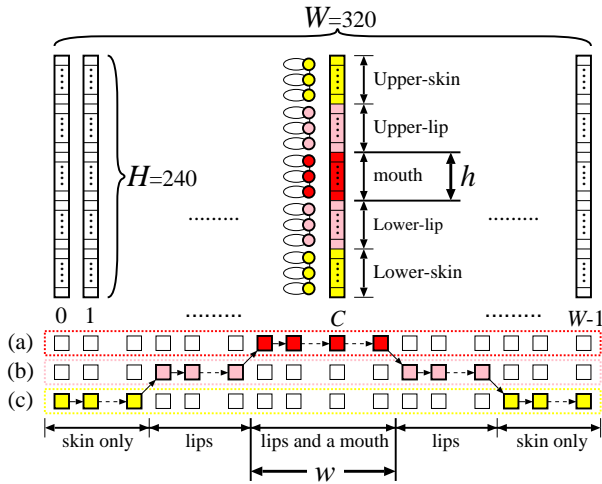 W=320
Upper-skin
Upper-lip
H=240
mouth
h
.........
.........
Lower-lip
Lower-skin
.........
.........
0 1 C W-1
(a)
(b)
(c)
skin only lips lips and a mouth lips skin only
w